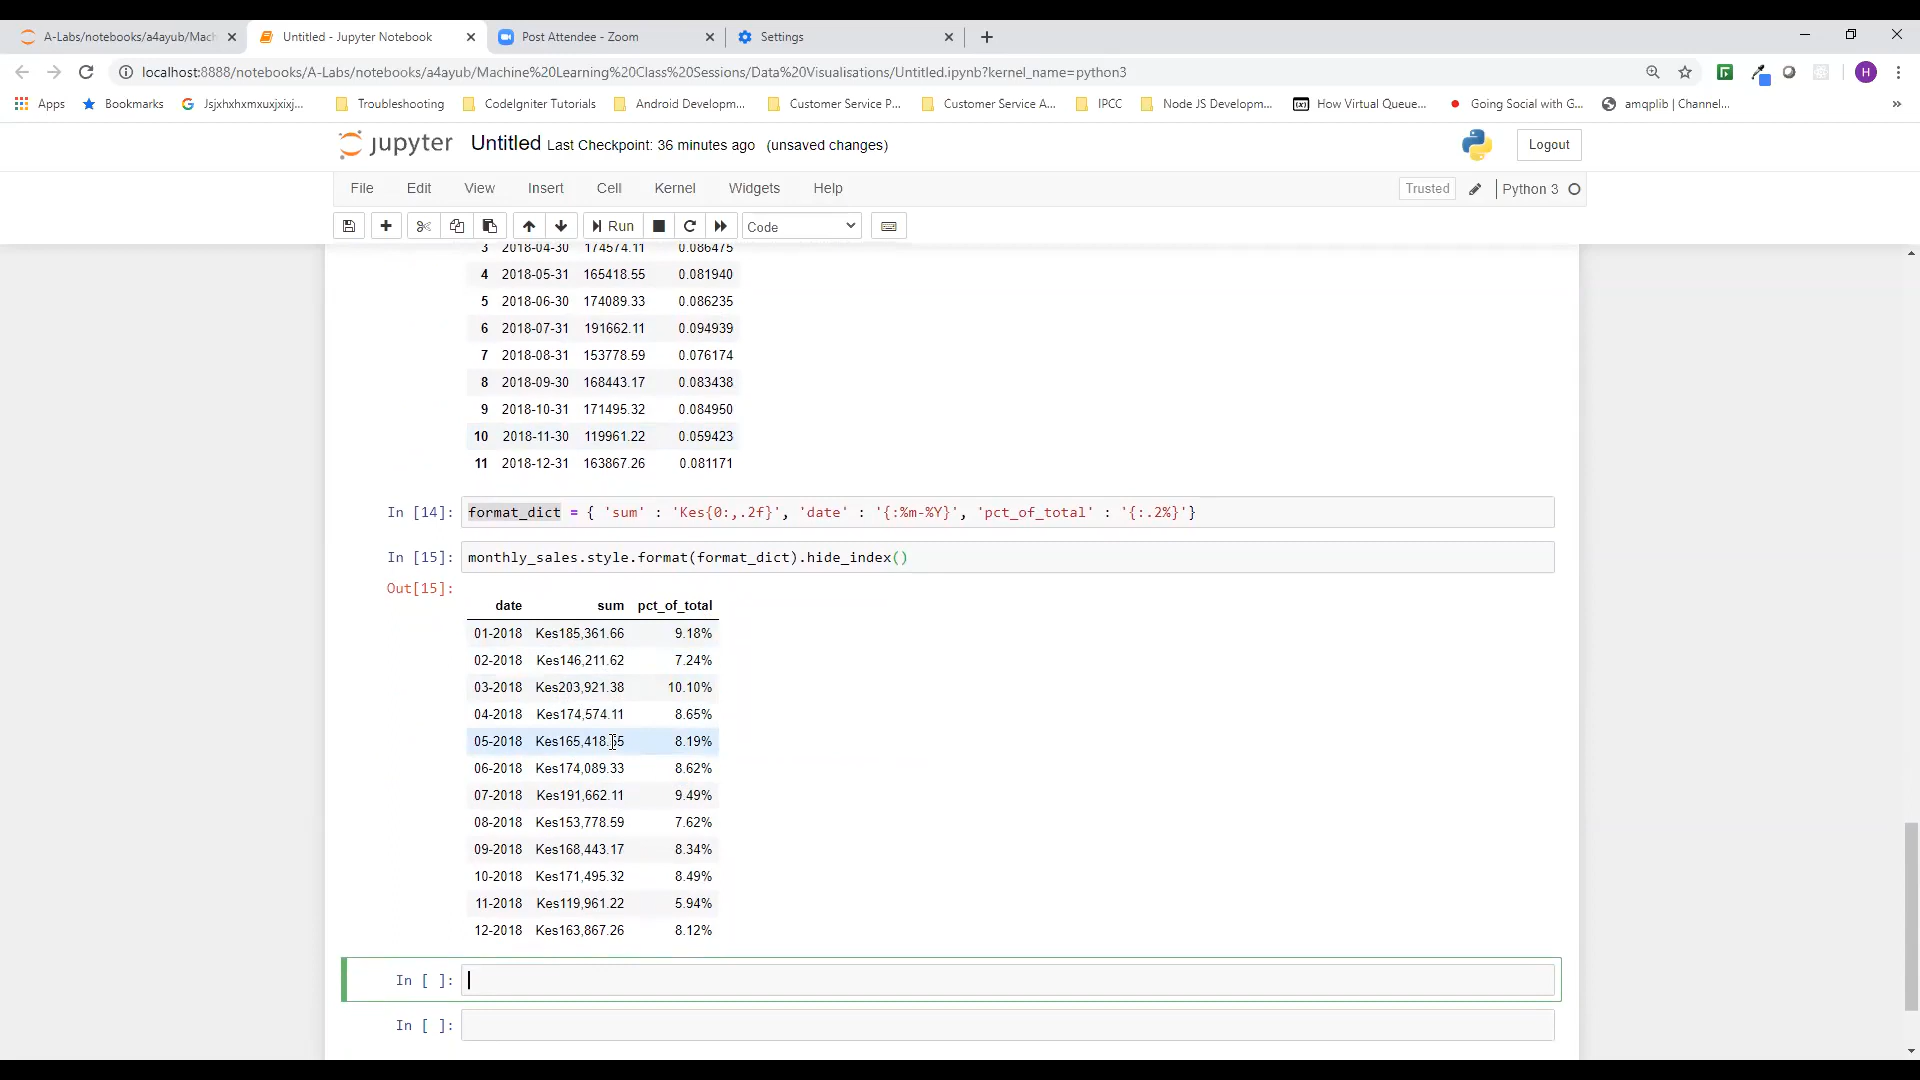 A-Labs/notebooks/a4ayub/Mach
Untitled - Jupyter Notebook
Post Attendee - Zoom
Settings
localhost:8888/notebooks/A-Labs/notebooks/a4ayub/Machine%20Learning%20Class%20Sessions/Data%20Visualisations/Untitled.ipynb?kernel_name=python3
H
Apps
Bookmarks
Jsjxhxhxmxuxjxixj...
Troubleshooting
CodeIgniter Tutorials
Android Developm...
Customer Service P...
Customer Service A...
IPCC
Node JS Developm...
How Virtual Queue...
Going Social with G...
amqplib | Channel...
»
jupyter Untitled Last Checkpoint: 36 minutes ago (unsaved changes)
Logout
File Edit View Insert Cell Kernel Widgets Help
Trusted
Python 3
Run
Code
3 2018-04-30 174574.11 0.086475
4 2018-05-31 165418.55 0.081940
5 2018-06-30 174089.33 0.086235
6 2018-07-31 191662.11 0.094939
7 2018-08-31 153778.59 0.076174
8 2018-09-30 168443.17 0.083438
9 2018-10-31 171495.32 0.084950
10 2018-11-30 119961.22 0.059423
11 2018-12-31 163867.26 0.081171
In [14]: format_dict = { 'sum' : 'Kes{0:,.2f}', 'date' : '{:%m-%Y}', 'pct_of_total' : '{:.2%}'}
In [15]: monthly_sales.style.format(format_dict).hide_index()
Out[15]:
date sum pct_of_total
01-2018 Kes185,361.66 9.18%
02-2018 Kes146,211.62 7.24%
03-2018 Kes203,921.38 10.10%
04-2018 Kes174,574.11 8.65%
05-2018 Kes165,418.55 8.19%
06-2018 Kes174,089.33 8.62%
07-2018 Kes191,662.11 9.49%
08-2018 Kes153,778.59 7.62%
09-2018 Kes168,443.17 8.34%
10-2018 Kes171,495.32 8.49%
11-2018 Kes119,961.22 5.94%
12-2018 Kes163,867.26 8.12%
In [ ]:
In [ ]: